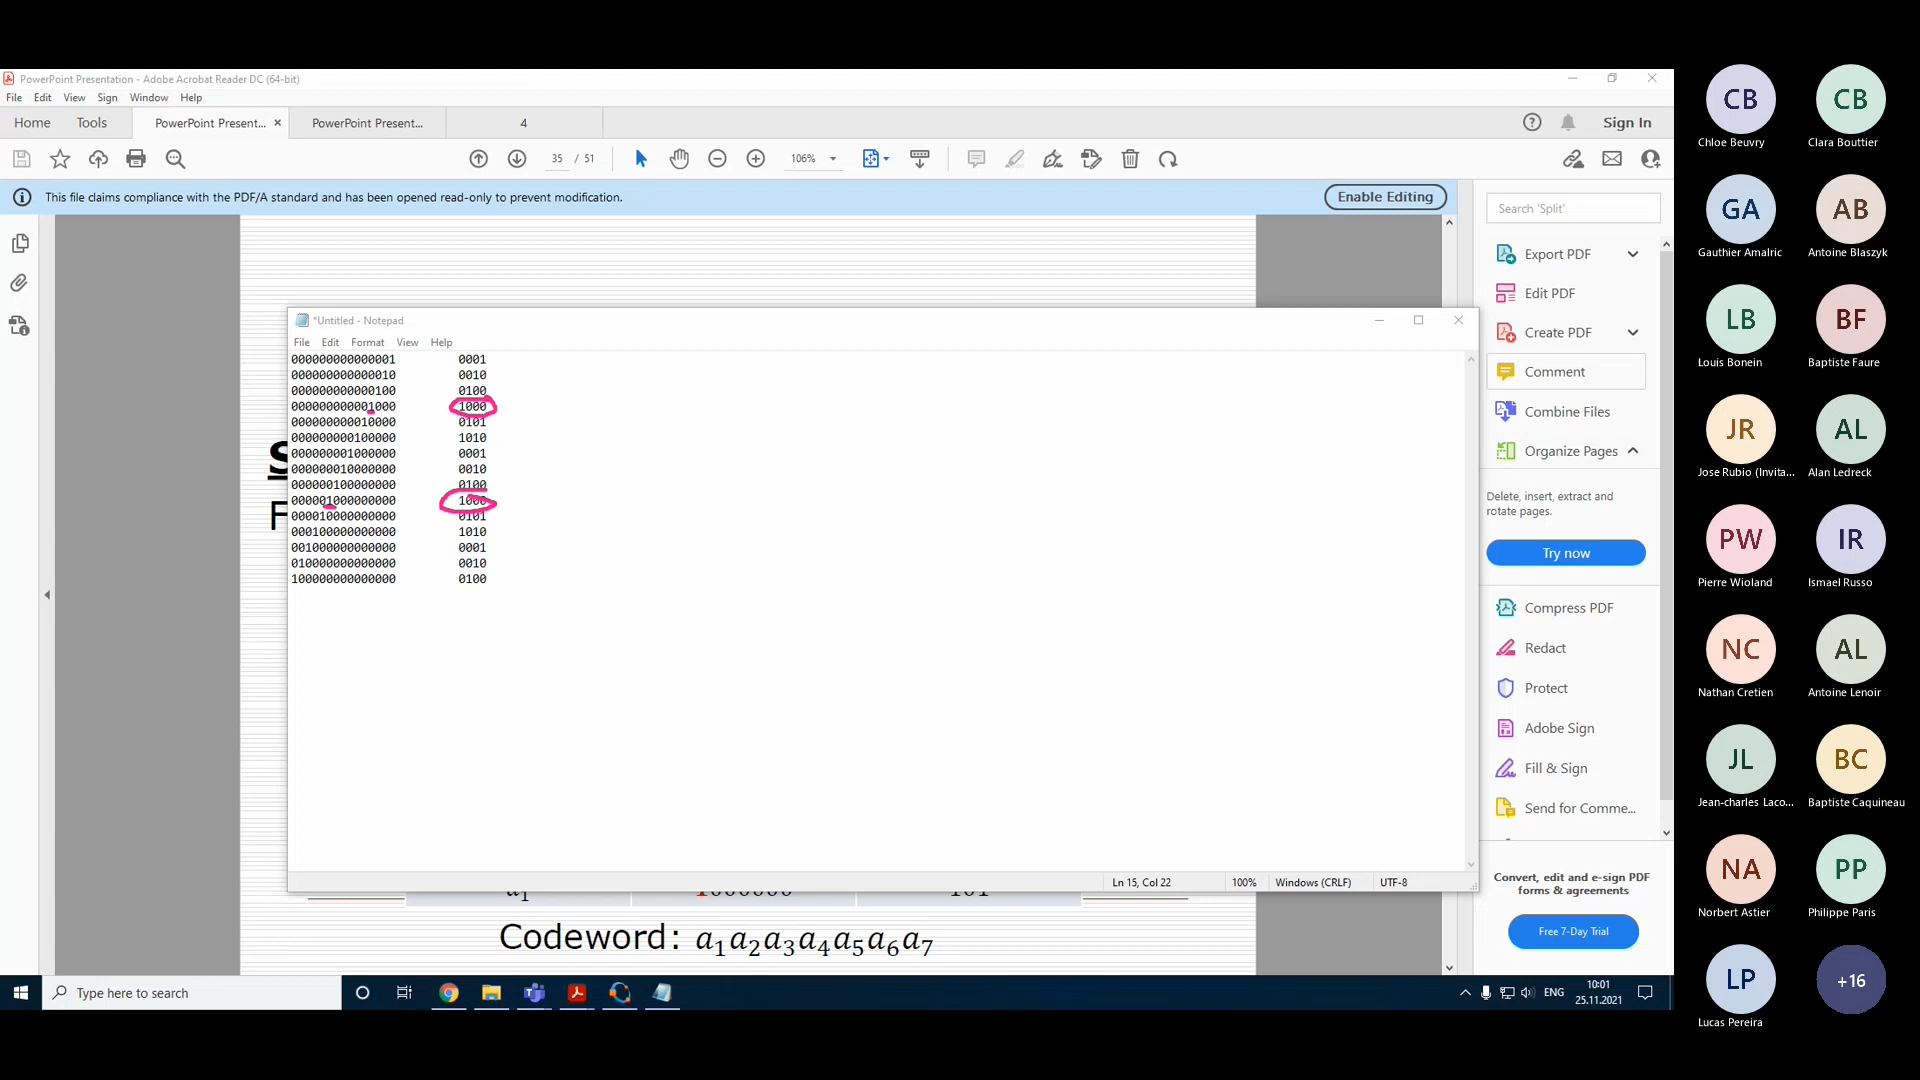 PowerPoint Presentation - Adobe Acrobat Reader DC (64-bit)
File Edit View Sign Window Help
Home Tools PowerPoint Present... × PowerPoint Present... 4 Sign In
35 / 51 106%
This file claims compliance with the PDF/A standard and has been opened read-only to prevent modification. Enable Editing
*Untitled - Notepad
File Edit Format View Help
000000000000001 0001
000000000000010 0010
000000000000100 0100
000000000001000 1000
000000000010000 0101
000000000100000 1010
000000001000000 0001
000000010000000 0010
000000100000000 0100
000001000000000 1000
000010000000000 0101
000100000000000 1010
001000000000000 0001
010000000000000 0010
100000000000000 0100
Ln 15, Col 22 100% Windows (CRLF) UTF-8
Codeword: a₁a₂a₃a₄a₅a₆a₇
Search 'Split'
Export PDF
Edit PDF
Create PDF
Comment
Combine Files
Organize Pages
Delete, insert, extract and
rotate pages.
Try now
Compress PDF
Redact
Protect
Adobe Sign
Fill & Sign
Send for Comme...
Convert, edit and e-sign PDF
forms & agreements
Free 7-Day Trial
Type here to search
ENG
10:01
25.11.2021
CB CB
Chloe Beuvry Clara Bouttier
GA AB
Gauthier Amalric Antoine Blaszyk
LB BF
Louis Bonein Baptiste Faure
JR AL
Jose Rubio (Invita... Alan Ledreck
PW IR
Pierre Wioland Ismael Russo
NC AL
Nathan Cretien Antoine Lenoir
JL BC
Jean-charles Laco... Baptiste Caquineau
NA PP
Norbert Astier Philippe Paris
LP +16
Lucas Pereira